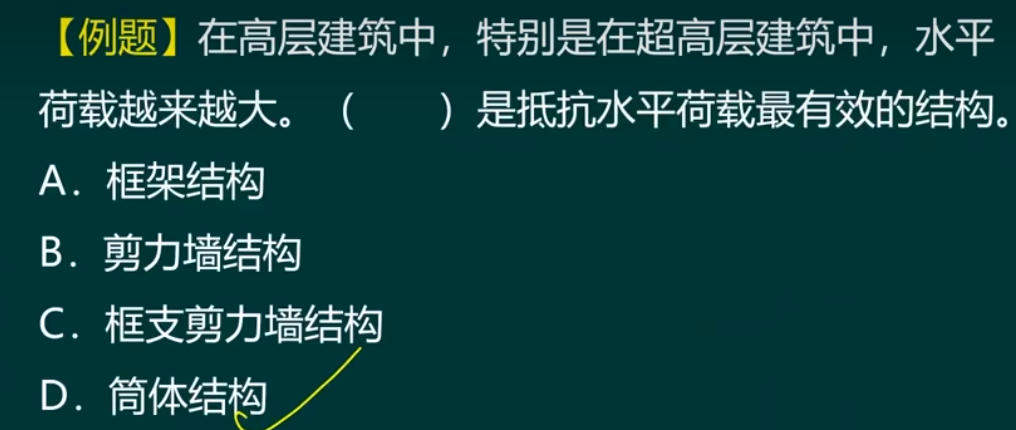 【例题】在高层建筑中，特别是在超高层建筑中，水平
荷载越来越大。（　　）是抵抗水平荷载最有效的结构。
A．框架结构
B．剪力墙结构
C．框支剪力墙结构
D．筒体结构